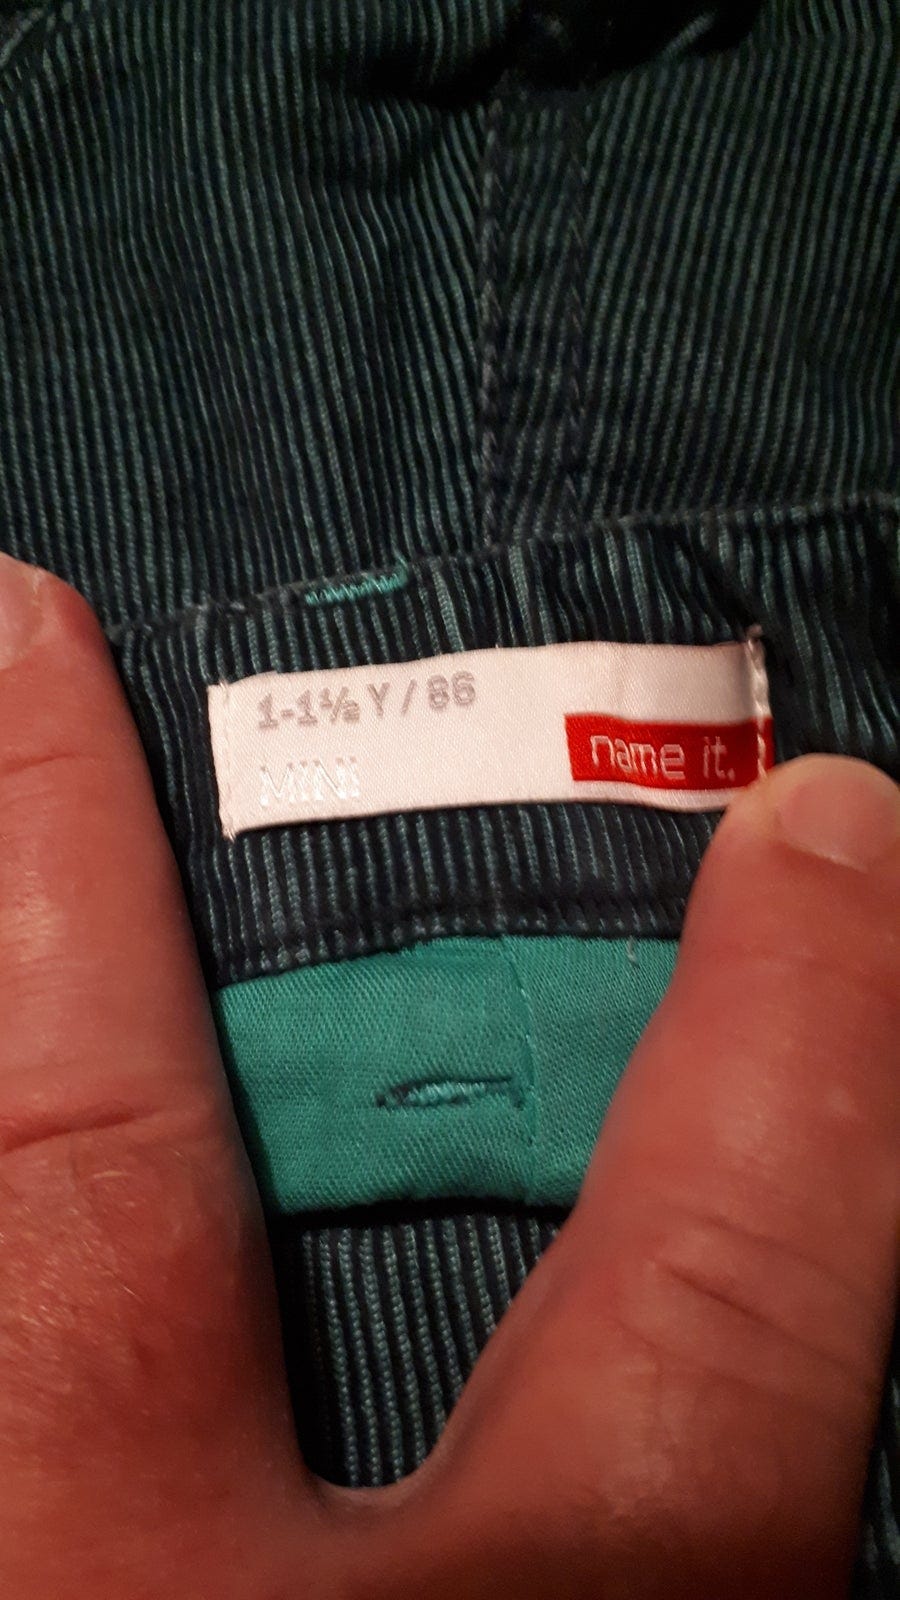 1-1½ Y / 86
MINI
name it.